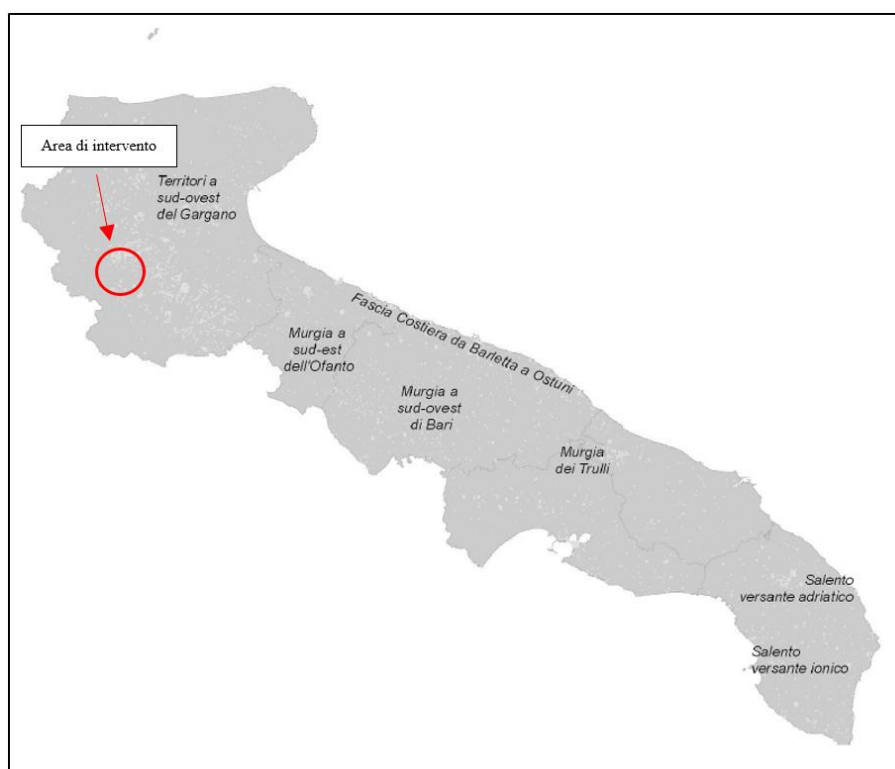 Area di intervento
Territori a
sud-ovest
del Gargano
Fascia Costiera da Barletta a Ostuni
Murgia a
sud-est
dell'Ofanto
Murgia a
sud-ovest
di Bari
Murgia
dei Trulli
Salento
versante adriatico
Salento
versante ionico